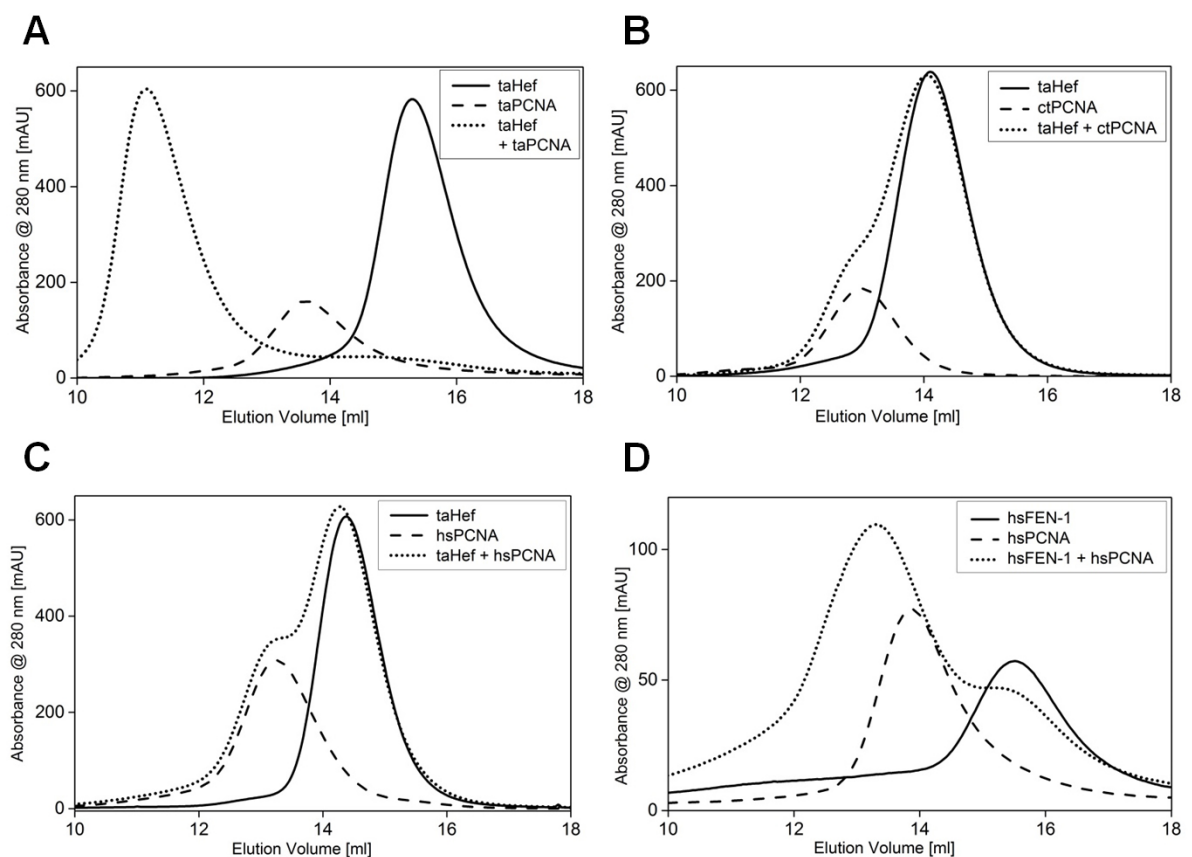 A
Absorbance @ 280 nm [mAU]
600
400
200
0
10 12 14 16 18
Elution Volume [ml]
taHef
taPCNA
taHef
+ taPCNA
B
Absorbance @ 280 nm [mAU]
600
400
200
0
10 12 14 16 18
Elution Volume [ml]
taHef
ctPCNA
taHef + ctPCNA
C
Absorbance @ 280 nm [mAU]
600
400
200
0
10 12 14 16 18
Elution Volume [ml]
taHef
hsPCNA
taHef + hsPCNA
D
Absorbance @ 280 nm [mAU]
100
50
0
10 12 14 16 18
Elution Volume [ml]
hsFEN-1
hsPCNA
hsFEN-1 + hsPCNA